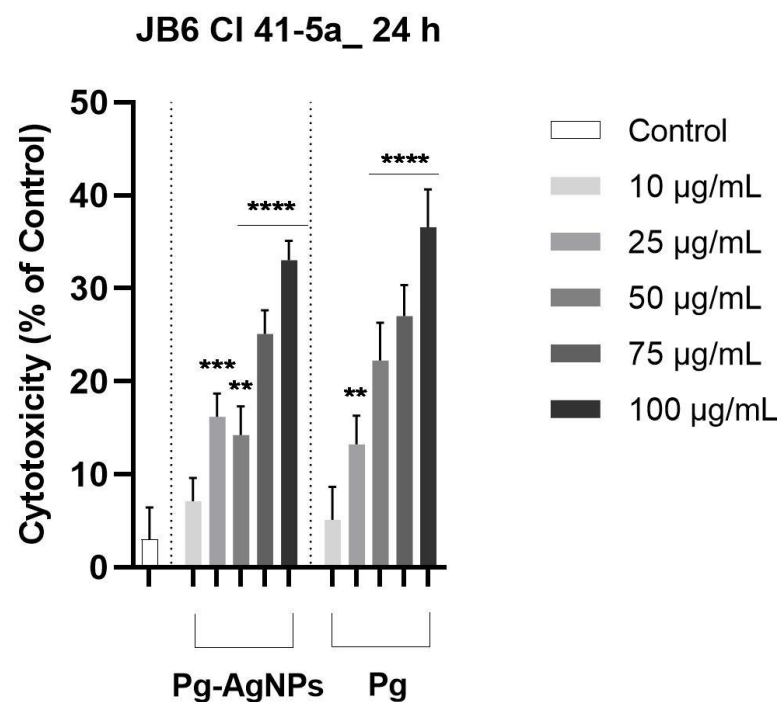 JB6 Cl 41-5a_ 24 h
Cytotoxicity (% of Control)
50
40
30
20
10
0
****
***
**
****
**
Pg-AgNPs
Pg
Control
10 µg/mL
25 µg/mL
50 µg/mL
75 µg/mL
100 µg/mL